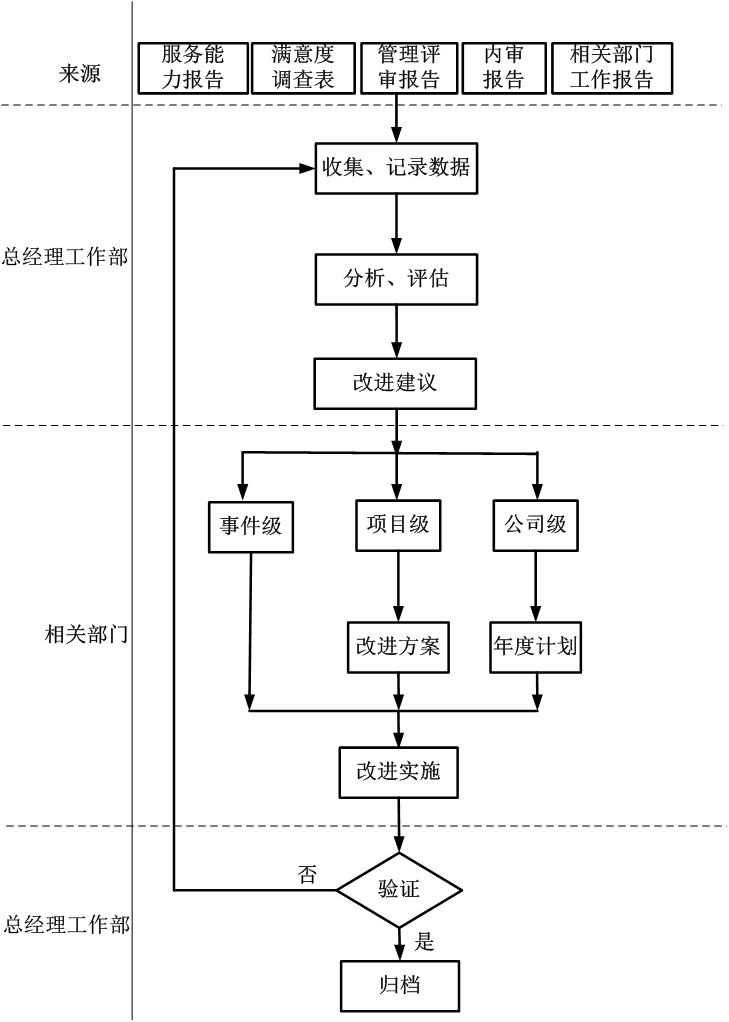 来源
服务能
力报告
满意度
调查表
管理评
审报告
内审
报告
相关部门
工作报告
总经理工作部
收集、记录数据
分析、评估
改进建议
相关部门
事件级
项目级
公司级
改进方案
年度计划
改进实施
总经理工作部
否
验证
是
归档